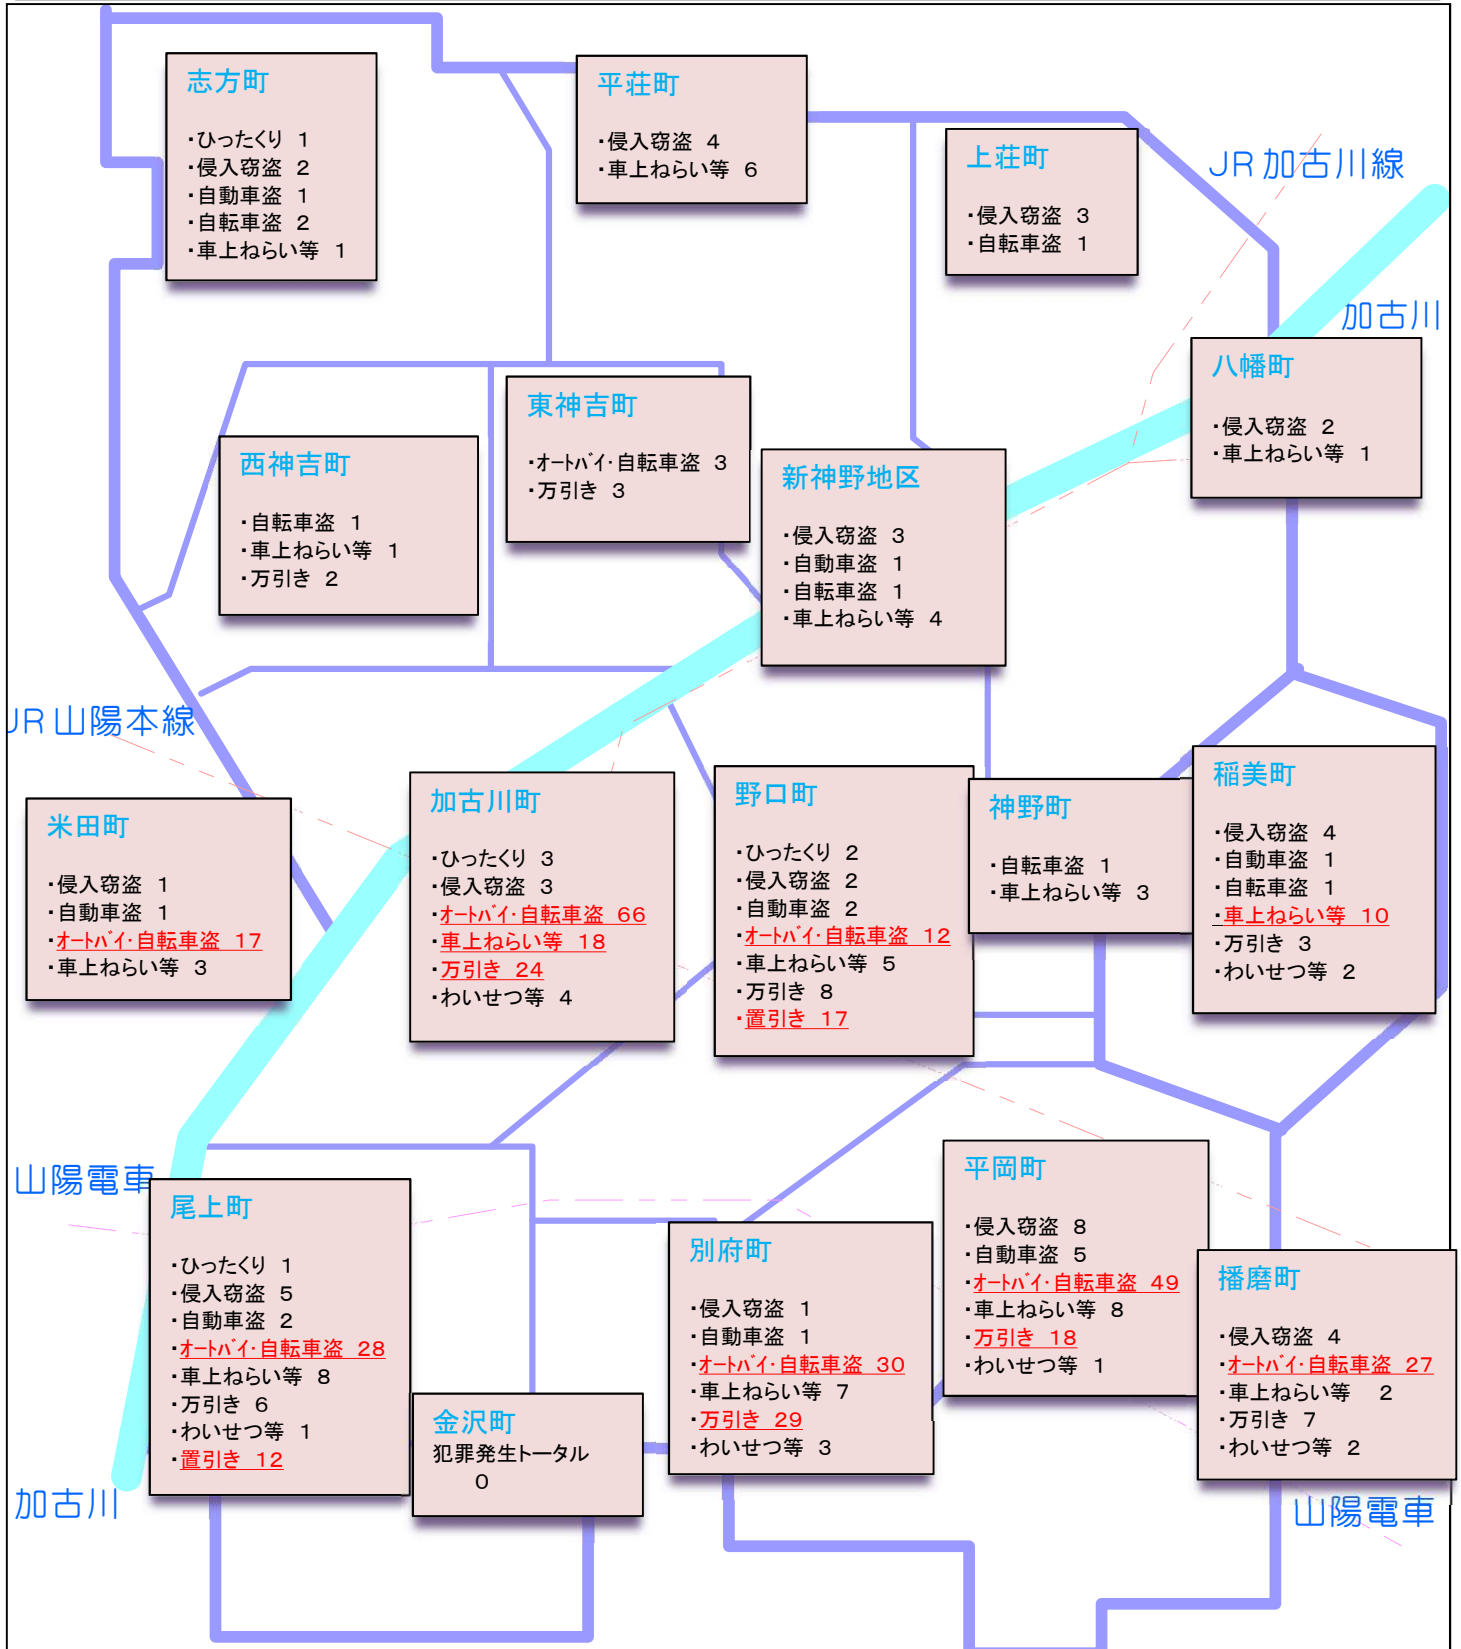 志方町
・ひったくり 1
・侵入窃盗 2
・自動車盗 1
・自転車盗 2
・車上ねらい等 1
平荘町
・侵入窃盗 4
・車上ねらい等 6
上荘町
・侵入窃盗 3
・自転車盗 1
JR加古川線
加古川
八幡町
・侵入窃盗 2
・車上ねらい等 1
東神吉町
・オートバイ・自転車盗 3
・万引き 3
西神吉町
・自転車盗 1
・車上ねらい等 1
・万引き 2
新神野地区
・侵入窃盗 3
・自動車盗 1
・自転車盗 1
・車上ねらい等 4
JR山陽本線
米田町
・侵入窃盗 1
・自動車盗 1
・オートバイ・自転車盗 17
・車上ねらい等 3
加古川町
・ひったくり 3
・侵入窃盗 3
・オートバイ・自転車盗 66
・車上ねらい等 18
・万引き 24
・わいせつ等 4
野口町
・ひったくり 2
・侵入窃盗 2
・自動車盗 2
・オートバイ・自転車盗 12
・車上ねらい等 5
・万引き 8
・置引き 17
神野町
・自転車盗 1
・車上ねらい等 3
稲美町
・侵入窃盗 4
・自動車盗 1
・自転車盗 1
・車上ねらい等 10
・万引き 3
・わいせつ等 2
山陽電車
尾上町
・ひったくり 1
・侵入窃盗 5
・自動車盗 2
・オートバイ・自転車盗 28
・車上ねらい等 8
・万引き 6
・わいせつ等 1
・置引き 12
加古川
金沢町
犯罪発生トータル
0
別府町
・侵入窃盗 1
・自動車盗 1
・オートバイ・自転車盗 30
・車上ねらい等 7
・万引き 29
・わいせつ等 3
平岡町
・侵入窃盗 8
・自動車盗 5
・オートバイ・自転車盗 49
・車上ねらい等 8
・万引き 18
・わいせつ等 1
播磨町
・侵入窃盗 4
・オートバイ・自転車盗 27
・車上ねらい等 2
・万引き 7
・わいせつ等 2
山陽電車